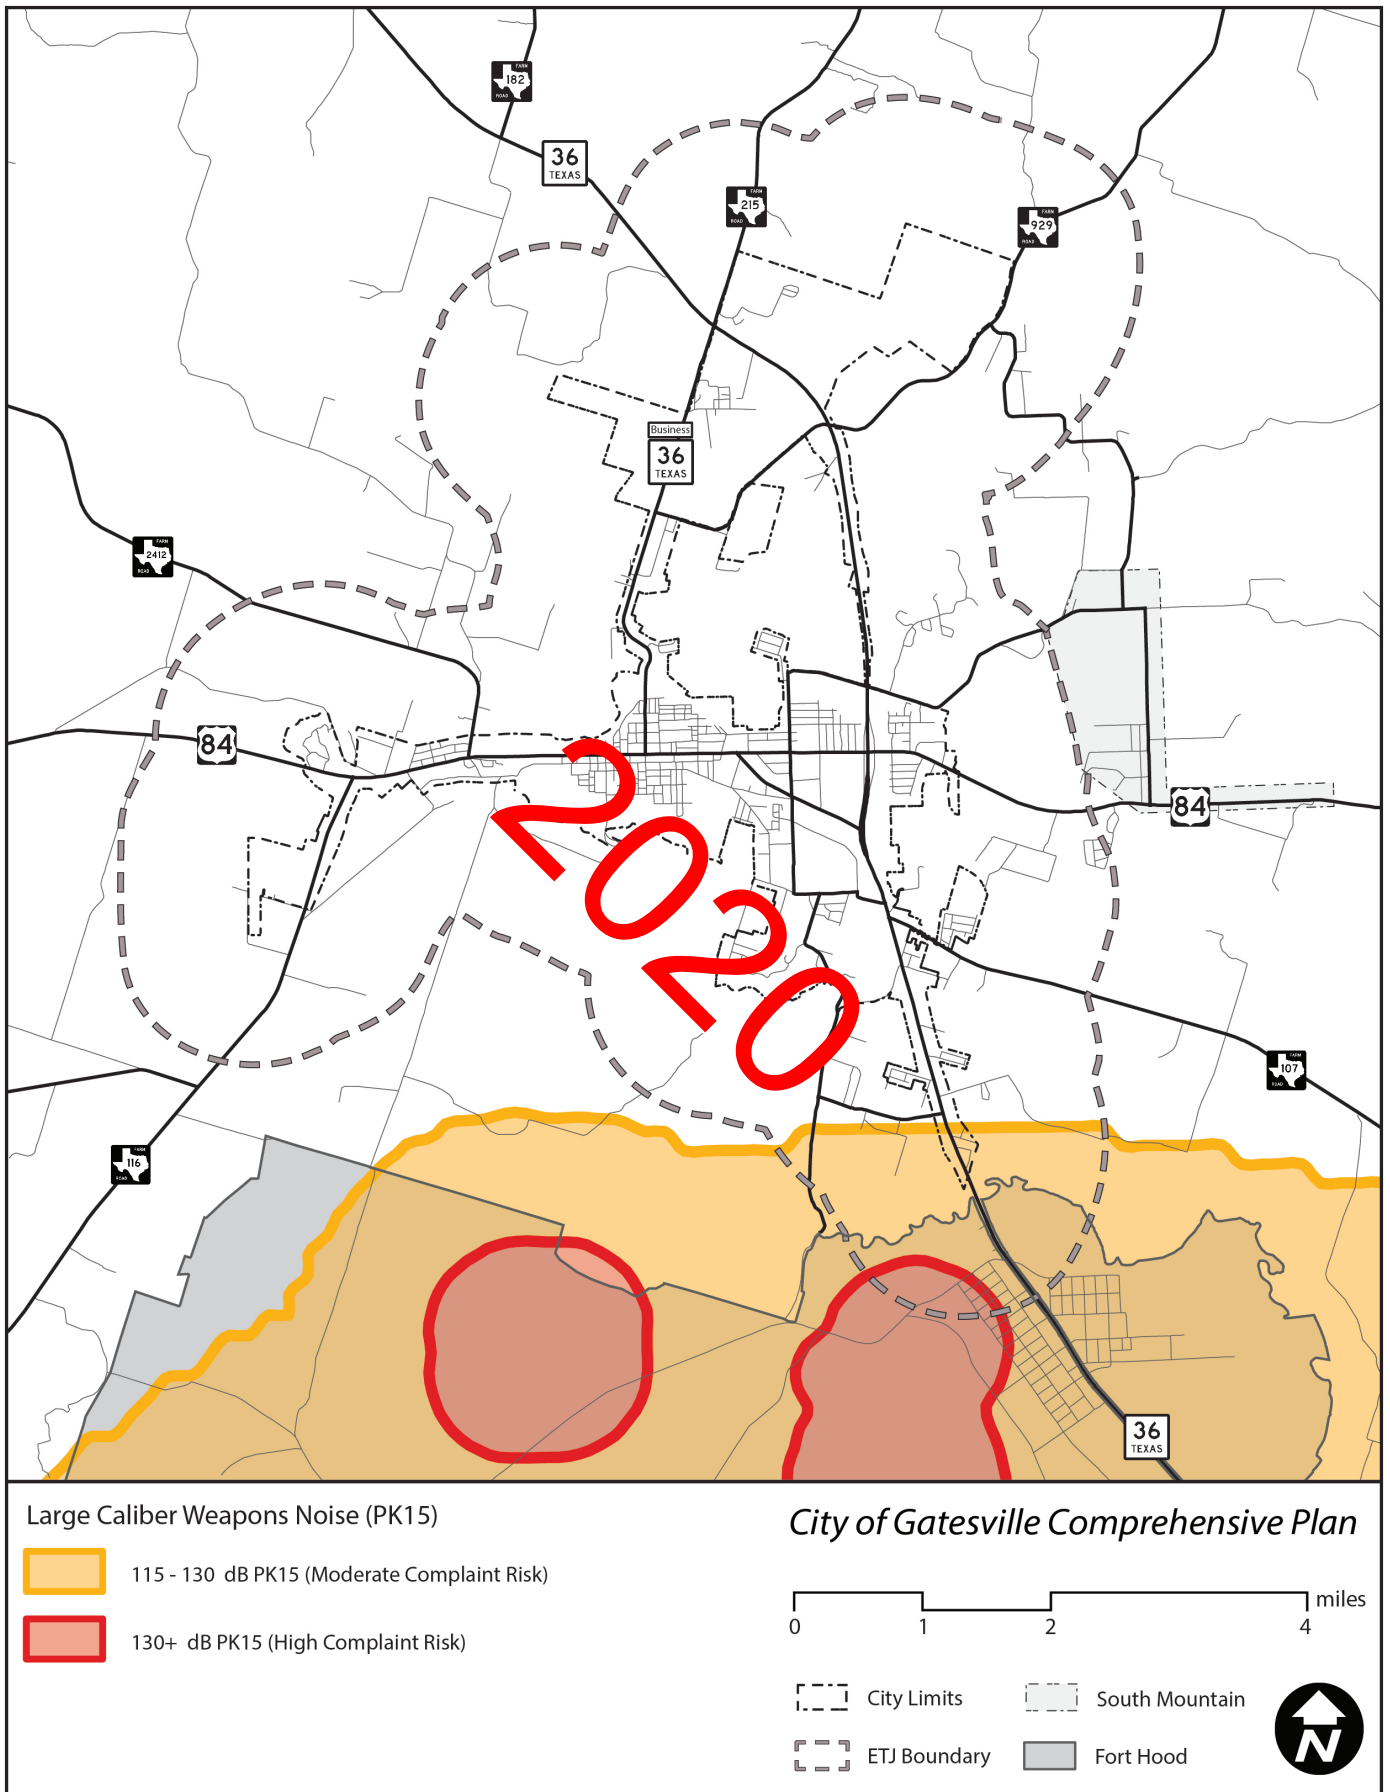 FARM
182
ROAD
36
TEXAS
FARM
215
ROAD
FARM
929
ROAD
Business
36
TEXAS
FARM
2412
ROAD
84
84
2020
FARM
107
ROAD
FARM
116
ROAD
36
TEXAS
Large Caliber Weapons Noise (PK15)
115 - 130 dB PK15 (Moderate Complaint Risk)
130+ dB PK15 (High Complaint Risk)
City of Gatesville Comprehensive Plan
miles
0 1 2 4
City Limits
South Mountain
ETJ Boundary
Fort Hood
N